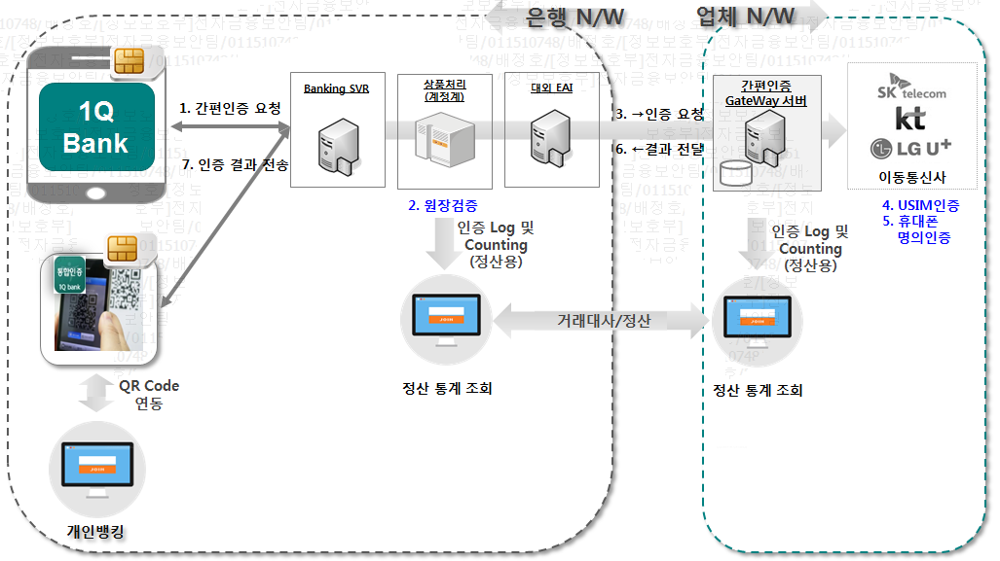 은행 N/W
업체 N/W
1Q
Bank
1. 간편인증 요청
7. 인증 결과 전송
Banking SVR
상품처리
(계정계)
대외 EAI
2. 원장검증
3. →인증 요청
6. ←결과 전달
간편인증
GateWay 서버
SK telecom
kt
LG U+
이동통신사
4. USIM인증
5. 휴대폰
명의인증
인증 Log 및
Counting
(정산용)
인증 Log 및
Counting
(정산용)
통합인증
1Q bank
JOIN
거래대사/정산
JOIN
정산 통계 조회
정산 통계 조회
QR Code
연동
JOIN
개인뱅킹